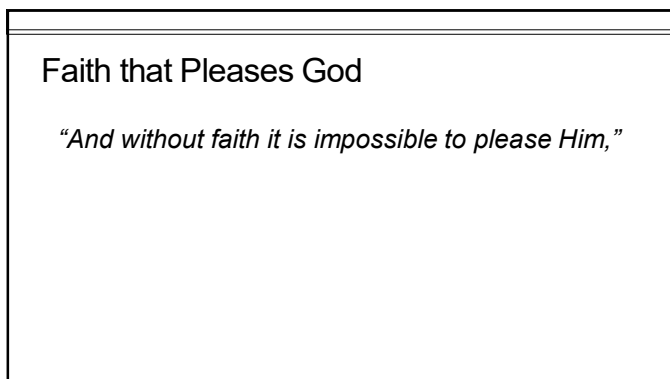 Faith that Pleases God
“And without faith it is impossible to please Him,”